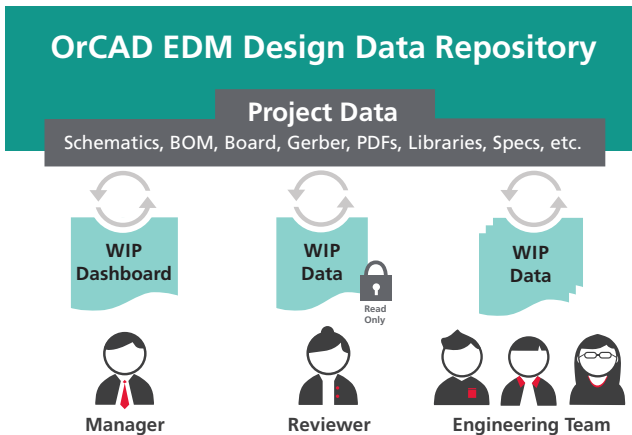 OrCAD EDM Design Data Repository
Project Data
Schematics, BOM, Board, Gerber, PDFs, Libraries, Specs, etc.
WIP
Dashboard
WIP
Data
Read
Only
WIP
Data
Manager
Reviewer
Engineering Team